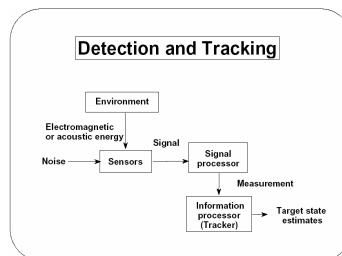 Detection and Tracking
Environment
Electromagnetic
or acoustic energy
Signal
Noise
Sensors
Signal
processor
Measurement
Information
processor
(Tracker)
Target state
estimates